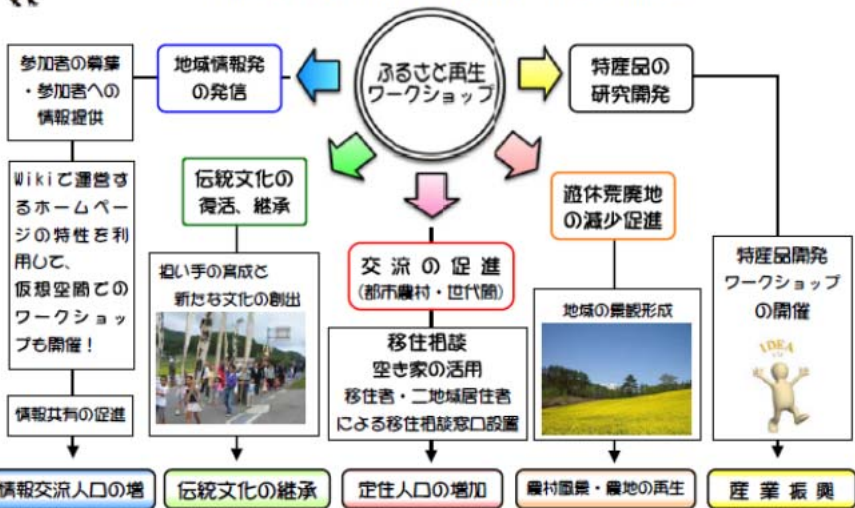 ふるさと再生
ワークショップ
参加者の募集
・参加者への
情報提供
地域情報発
の発信
特産品の
研究開発
Wikiで運営す
るホームペー
ジの特性を利
用して、
仮想空間での
ワークショッ
プも開催!
情報共有の促進
伝統文化の
復活、継承
担い手の育成と
新たな文化の創出
交流の促進
(都市農村・世代間)
移住相談
空き家の活用
移住者・二地域居住者
による移住相談窓口設置
遊休荒廃地
の減少促進
地域の景観形成
特産品開発
ワークショップ
の開催
IDEA
情報交流人口の増
伝統文化の継承
定住人口の増加
農村風景・農地の再生
産業振興